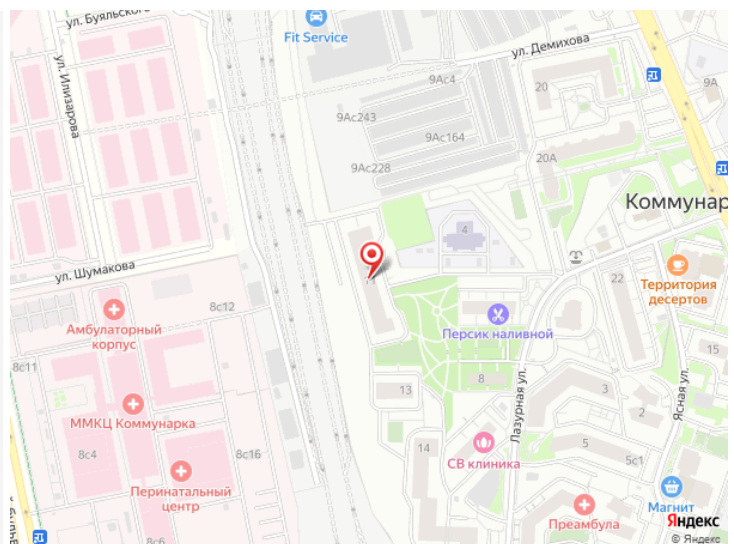 ул. Буяльского
Fit Service
ул. Демихова
ул. Илизарова
9Ас4
20
9А
9Ас243
9Ас164
9Ас228
20А
Коммунар
4
ул. Шумакова
22
Территория
десертов
8с12
Амбулаторный
корпус
Персик наливной
15
8с11
8
13
3
Лазурная ул.
Ясная ул.
2
ММКЦ Коммунарка
8с4
8с16
14
5
5с1
СВ клиника
Перинатальный
центр
Магнит
Преамбула
Яндекс
© Яндекс
8с6